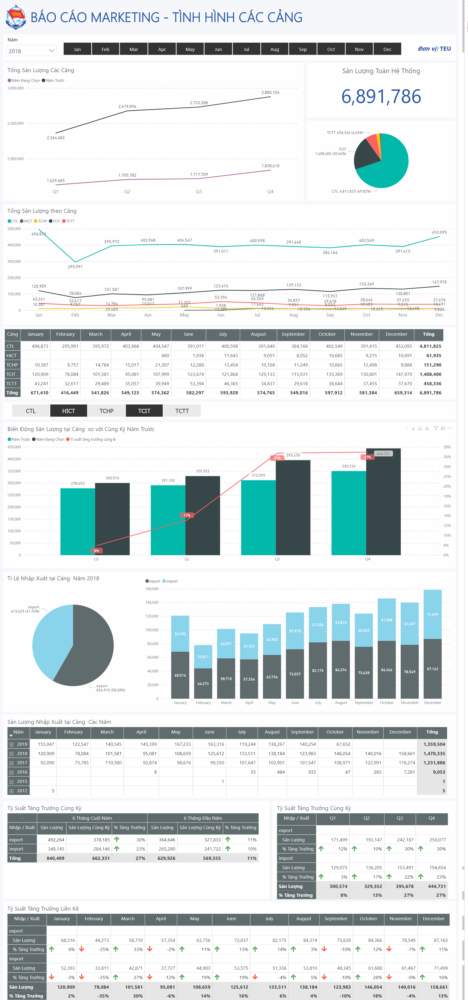 SNP
BÁO CÁO MARKETING - TÌNH HÌNH CÁC CẢNG
Năm
2018
Jan Feb Mar Apr May Jun Jul Aug Sep Oct Nov Dec
Đơn vị: TEU
Tổng Sản Lượng Các Cảng
Năm Đang Chọn Năm Trước
3,000,000
2,500,000
2,000,000
2,364,482 2,679,896 2,733,288 2,880,104
1,629,685 1,705,782 1,717,709 1,838,610
Q1 Q2 Q3 Q4
Sản Lượng Toàn Hệ Thống
6,891,786
TCTT 458,336 (6.65%)
TCIT
1,408,400 (20.44%)
CTL 4,811,825 (69.82%)
Tổng Sản Lượng theo Cảng
CTL HICT TCHP TCIT TCTT
500,000
400,000
300,000
200,000
100,000
0
496,873 295,991 395,972 403,968 404,547 391,011 400,598 391,640 384,166 402,549 391,415 453,095
120,909 78,084 101,581 95,081 107,999 123,674 121,868 129,133 115,931 135,369 130,801 147,970
43,241 32,617 29,489 53,394 46,365 34,837 29,618 38,644 37,455 37,670
10,387 9,757 14,784 15,017 21,207 12,280 13,454 10,104 11,249 10,665 12,498 9,888
660 1,938 11,643 9,051 8,052 10,685 9,215 10,691
Jan Feb Mar Apr May Jun Jul Aug Sep Oct Nov Dec
Cảng January February March April May June July August September October November December Tổng
CTL 496,873 295,991 395,972 403,968 404,547 391,011 400,598 391,640 384,166 402,549 391,415 453,095 4,811,825
HICT 660 1,938 11,643 9,051 8,052 10,685 9,215 10,691 61,935
TCHP 10,387 9,757 14,784 15,017 21,207 12,280 13,454 10,104 11,249 10,665 12,498 9,888 151,290
TCIT 120,909 78,084 101,581 95,081 107,999 123,674 121,868 129,133 115,931 135,369 130,801 147,970 1,408,400
TCTT 43,241 32,617 29,489 35,057 39,949 53,394 46,365 34,837 29,618 38,644 37,455 37,670 458,336
Tổng 671,410 416,449 541,826 549,123 574,362 582,297 593,928 574,765 549,016 597,912 581,384 659,314 6,891,786
CTL HICT TCHP TCIT TCTT
Biến Động Sản Lượng tại Cảng so với Cùng Kỳ Năm Trước
Năm Trước Năm Đang Chọn Tỉ suất tăng trưởng cùng kì
450,000 28%
400,000 26%
350,000 24%
300,000 22%
250,000 20%
200,000 18%
150,000 16%
100,000 14%
50,000 12%
0 10%
8%
6%
278,455 300,574 291,100 329,352 312,095 395,678 350,236 444,731
8% 13% 27% 27%
Q1 Q2 Q3 Q4
Tỉ Lệ Nhập Xuất tại Cảng Năm 2018
import
613,425 (41.72%)
export
856,910 (58.28%)
export import
160,000
140,000
120,000
100,000
80,000
60,000
40,000
20,000
0
52,393 33,811 42,871 37,727 44,903 53,575 51,336 53,810 48,345 61,688 61,467 71,499
68,516 44,273 58,710 57,354 63,756 72,037 82,175 84,374 75,638 84,366 78,549 87,162
January February March April May June July August September October November December
Sản Lượng Nhập Xuất tại Cảng Các Năm
Năm January February March April May June July August September October November December Tổng
2019 155,047 122,547 140,545 145,399 167,233 163,316 119,244 138,267 140,254 67,652 1,359,504
2018 120,909 78,084 101,581 95,081 108,659 125,612 133,511 138,184 123,983 146,054 140,016 158,661 1,470,335
2017 92,090 75,785 110,580 92,874 98,676 99,550 107,647 102,901 101,547 108,971 122,991 118,274 1,231,886
2016 8 35 484 933 47 265 7,281 9,053
2015 1 1
2012 5 5
Tỷ Suất Tăng Trưởng Cùng Kỳ
- 6 Tháng Cuối Năm 6 Tháng Đầu Năm
Nhập / Xuất Sản Lượng Sản Lượng Cùng Kỳ % Tăng Trưởng Sản Lượng Sản Lượng Cùng Kỳ % Tăng Trưởng
export 492,264 378,185 30% 364,646 327,833 11%
import 348,145 284,146 23% 265,280 241,722 10%
Tổng 840,409 662,331 27% 629,926 569,555 11%
Tỷ Suất Tăng Trưởng Cùng Kỳ
Nhập / Xuất Q1 Q2 Q3 Q4
export
Sản Lượng 171,499 193,147 242,187 250,077
% Tăng Trưởng 12% 10% 30% 30%
import
Sản Lượng 129,075 136,205 153,491 194,654
% Tăng Trưởng 3% 17% 22% 23%
Sản Lượng 300,574 329,352 395,678 444,731
% Tăng Trưởng 8% 13% 27% 27%
Tỷ Suất Tăng Trưởng Liền Kề
Nhập / Xuất January February March April May June July August September October November December
export
Sản Lượng 68,516 44,273 58,710 57,354 63,756 72,037 82,175 84,374 75,638 84,366 78,549 87,162
% Tăng Trưởng 6% -35% 33% -2% 11% 13% 14% 3% -10% 12% -7% 11%
import
Sản Lượng 52,393 33,811 42,871 37,727 44,903 53,575 51,336 53,810 48,345 61,688 61,467 71,499
% Tăng Trưởng -3% -35% 27% -12% 19% 19% -4% 5% -10% 28% -0% 16%
Sản Lượng 120,909 78,084 101,581 95,081 108,659 125,612 133,511 138,184 123,983 146,054 140,016 158,661
% Tăng Trưởng 2% -35% 30% -6% 14% 16% 6% 4% -10% 18% -4% 13%